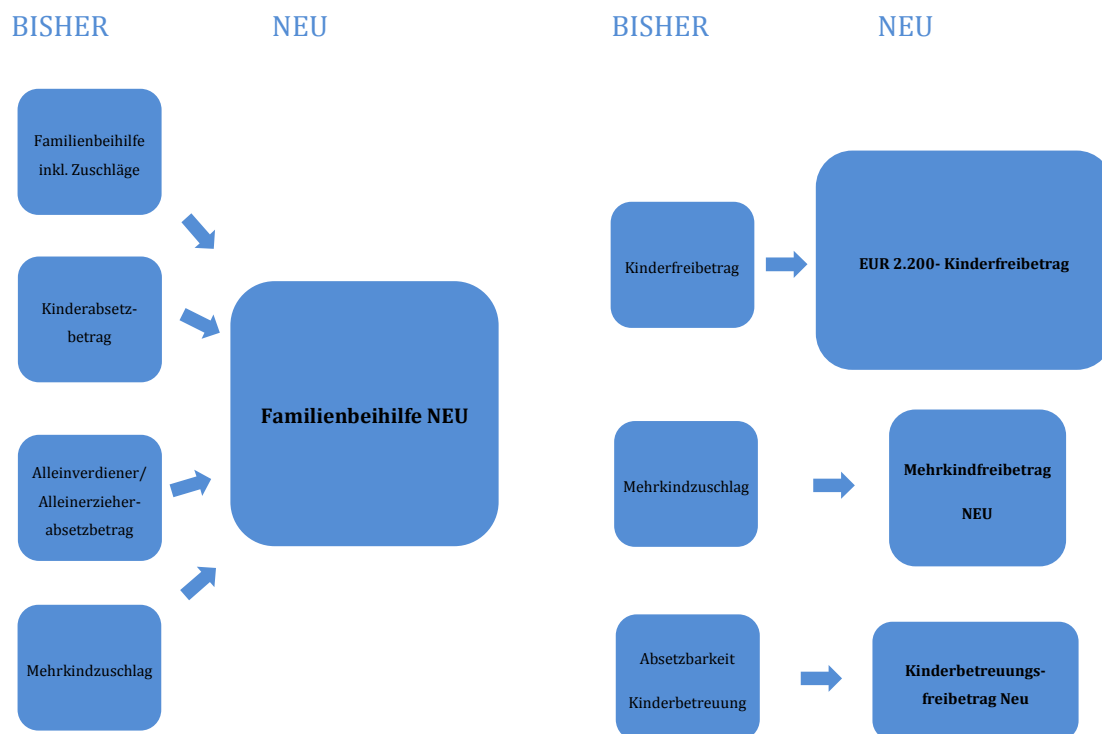 BISHER
NEU
Familienbeihilfe
inkl. Zuschläge
Kinderabsetz-
betrag
Alleinverdiener/
Alleinerzieher-
absetzbetrag
Mehrkindzuschlag
Familienbeihilfe NEU
BISHER
NEU
Kinderfreibetrag
EUR 2.200- Kinderfreibetrag
Mehrkindzuschlag
Mehrkindfreibetrag
NEU
Absetzbarkeit
Kinderbetreuung
Kinderbetreuungs-
freibetrag Neu